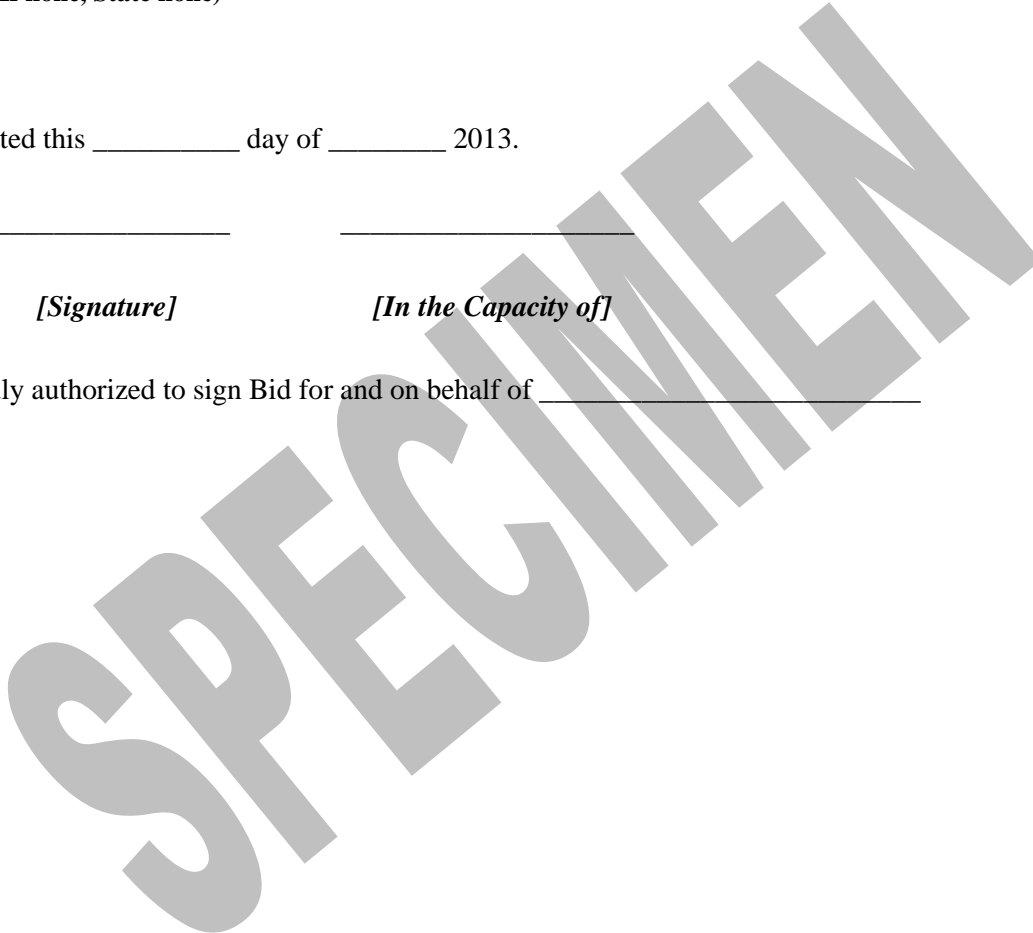 none, State none)
ted this __________ day of ________ 2013.
________________ ____________________
[Signature] [In the Capacity of]
ly authorized to sign Bid for and on behalf of __________________________
SPECIMEN